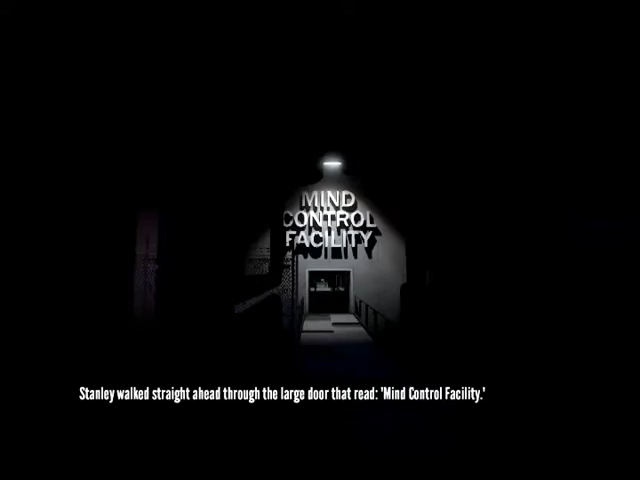 MIND
CONTROL
FACILITY
Stanley walked straight ahead through the large door that read: 'Mind Control Facility.'